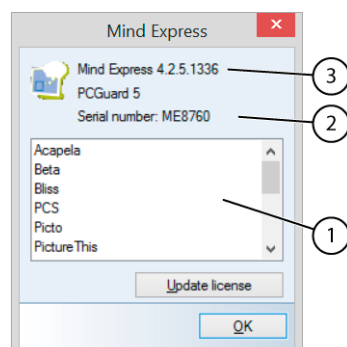 Mind Express
Mind Express 4.2.5.1336
3
PCGuard 5
Serial number: ME8760
2
Acapela
Beta
Bliss
PCS
Picto
PictureThis
1
Update license
OK